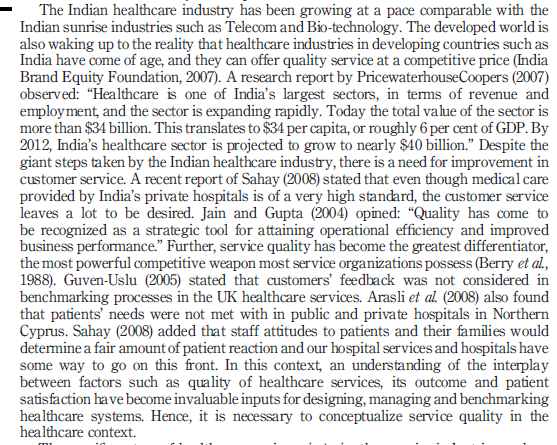 The Indian healthcare industry has been growing at a pace comparable with the
Indian sunrise industries such as Telecom and Bio-technology. The developed world is
also waking up to the reality that healthcare industries in developing countries such as
India have come of age, and they can offer quality service at a competitive price (India
Brand Equity Foundation, 2007). A research report by PricewaterhouseCoopers (2007)
observed: “Healthcare is one of India’s largest sectors, in terms of revenue and
employment, and the sector is expanding rapidly. Today the total value of the sector is
more than $34 billion. This translates to $34 per capita, or roughly 6 per cent of GDP. By
2012, India’s healthcare sector is projected to grow to nearly $40 billion.” Despite the
giant steps taken by the Indian healthcare industry, there is a need for improvement in
customer service. A recent report of Sahay (2008) stated that even though medical care
provided by India’s private hospitals is of a very high standard, the customer service
leaves a lot to be desired. Jain and Gupta (2004) opined: “Quality has come to
be recognized as a strategic tool for attaining operational efficiency and improved
business performance.” Further, service quality has become the greatest differentiator,
the most powerful competitive weapon most service organizations possess (Berry et al.,
1988). Guven-Uslu (2005) stated that customers’ feedback was not considered in
benchmarking processes in the UK healthcare services. Arasli et al. (2008) also found
that patients’ needs were not met with in public and private hospitals in Northern
Cyprus. Sahay (2008) added that staff attitudes to patients and their families would
determine a fair amount of patient reaction and our hospital services and hospitals have
some way to go on this front. In this context, an understanding of the interplay
between factors such as quality of healthcare services, its outcome and patient
satisfaction have become invaluable inputs for designing, managing and benchmarking
healthcare systems. Hence, it is necessary to conceptualize service quality in the
healthcare context.